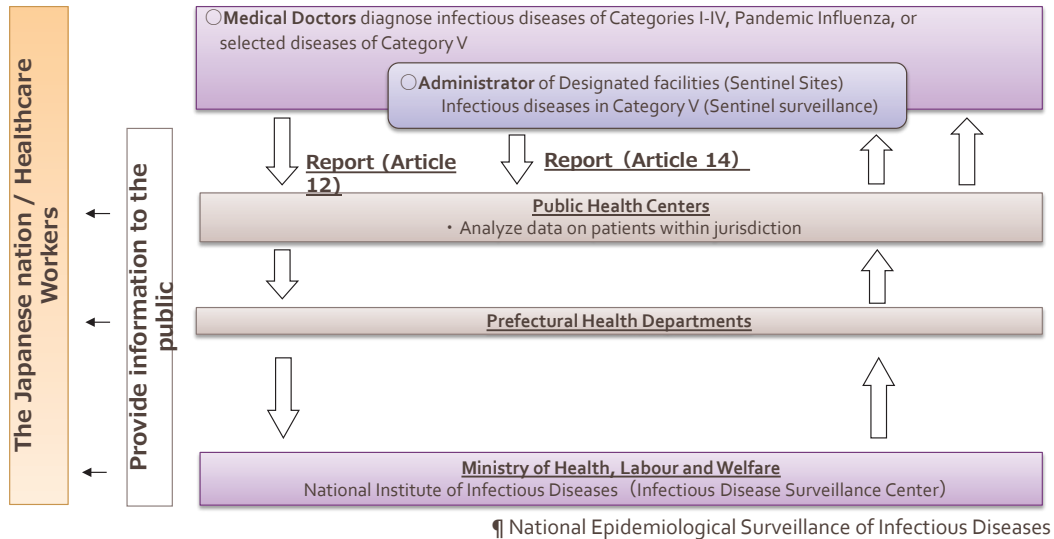 The Japanese nation / Healthcare
Workers
Provide information to the
public
○Medical Doctors diagnose infectious diseases of Categories I-IV, Pandemic Influenza, or
selected diseases of Category V
○Administrator of Designated facilities (Sentinel Sites)
Infectious diseases in Category V (Sentinel surveillance)
Report (Article
12)
Report（Article 14）
Public Health Centers
・Analyze data on patients within jurisdiction
Prefectural Health Departments
Ministry of Health, Labour and Welfare
National Institute of Infectious Diseases（Infectious Disease Surveillance Center）
¶ National Epidemiological Surveillance of Infectious Diseases